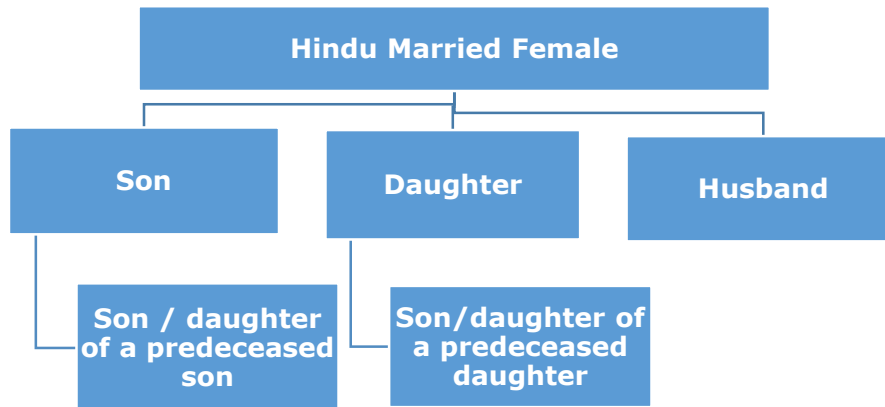 Hindu Married Female
Son
Daughter
Husband
Son / daughter
of a predeceased
son
Son/daughter of
a predeceased
daughter